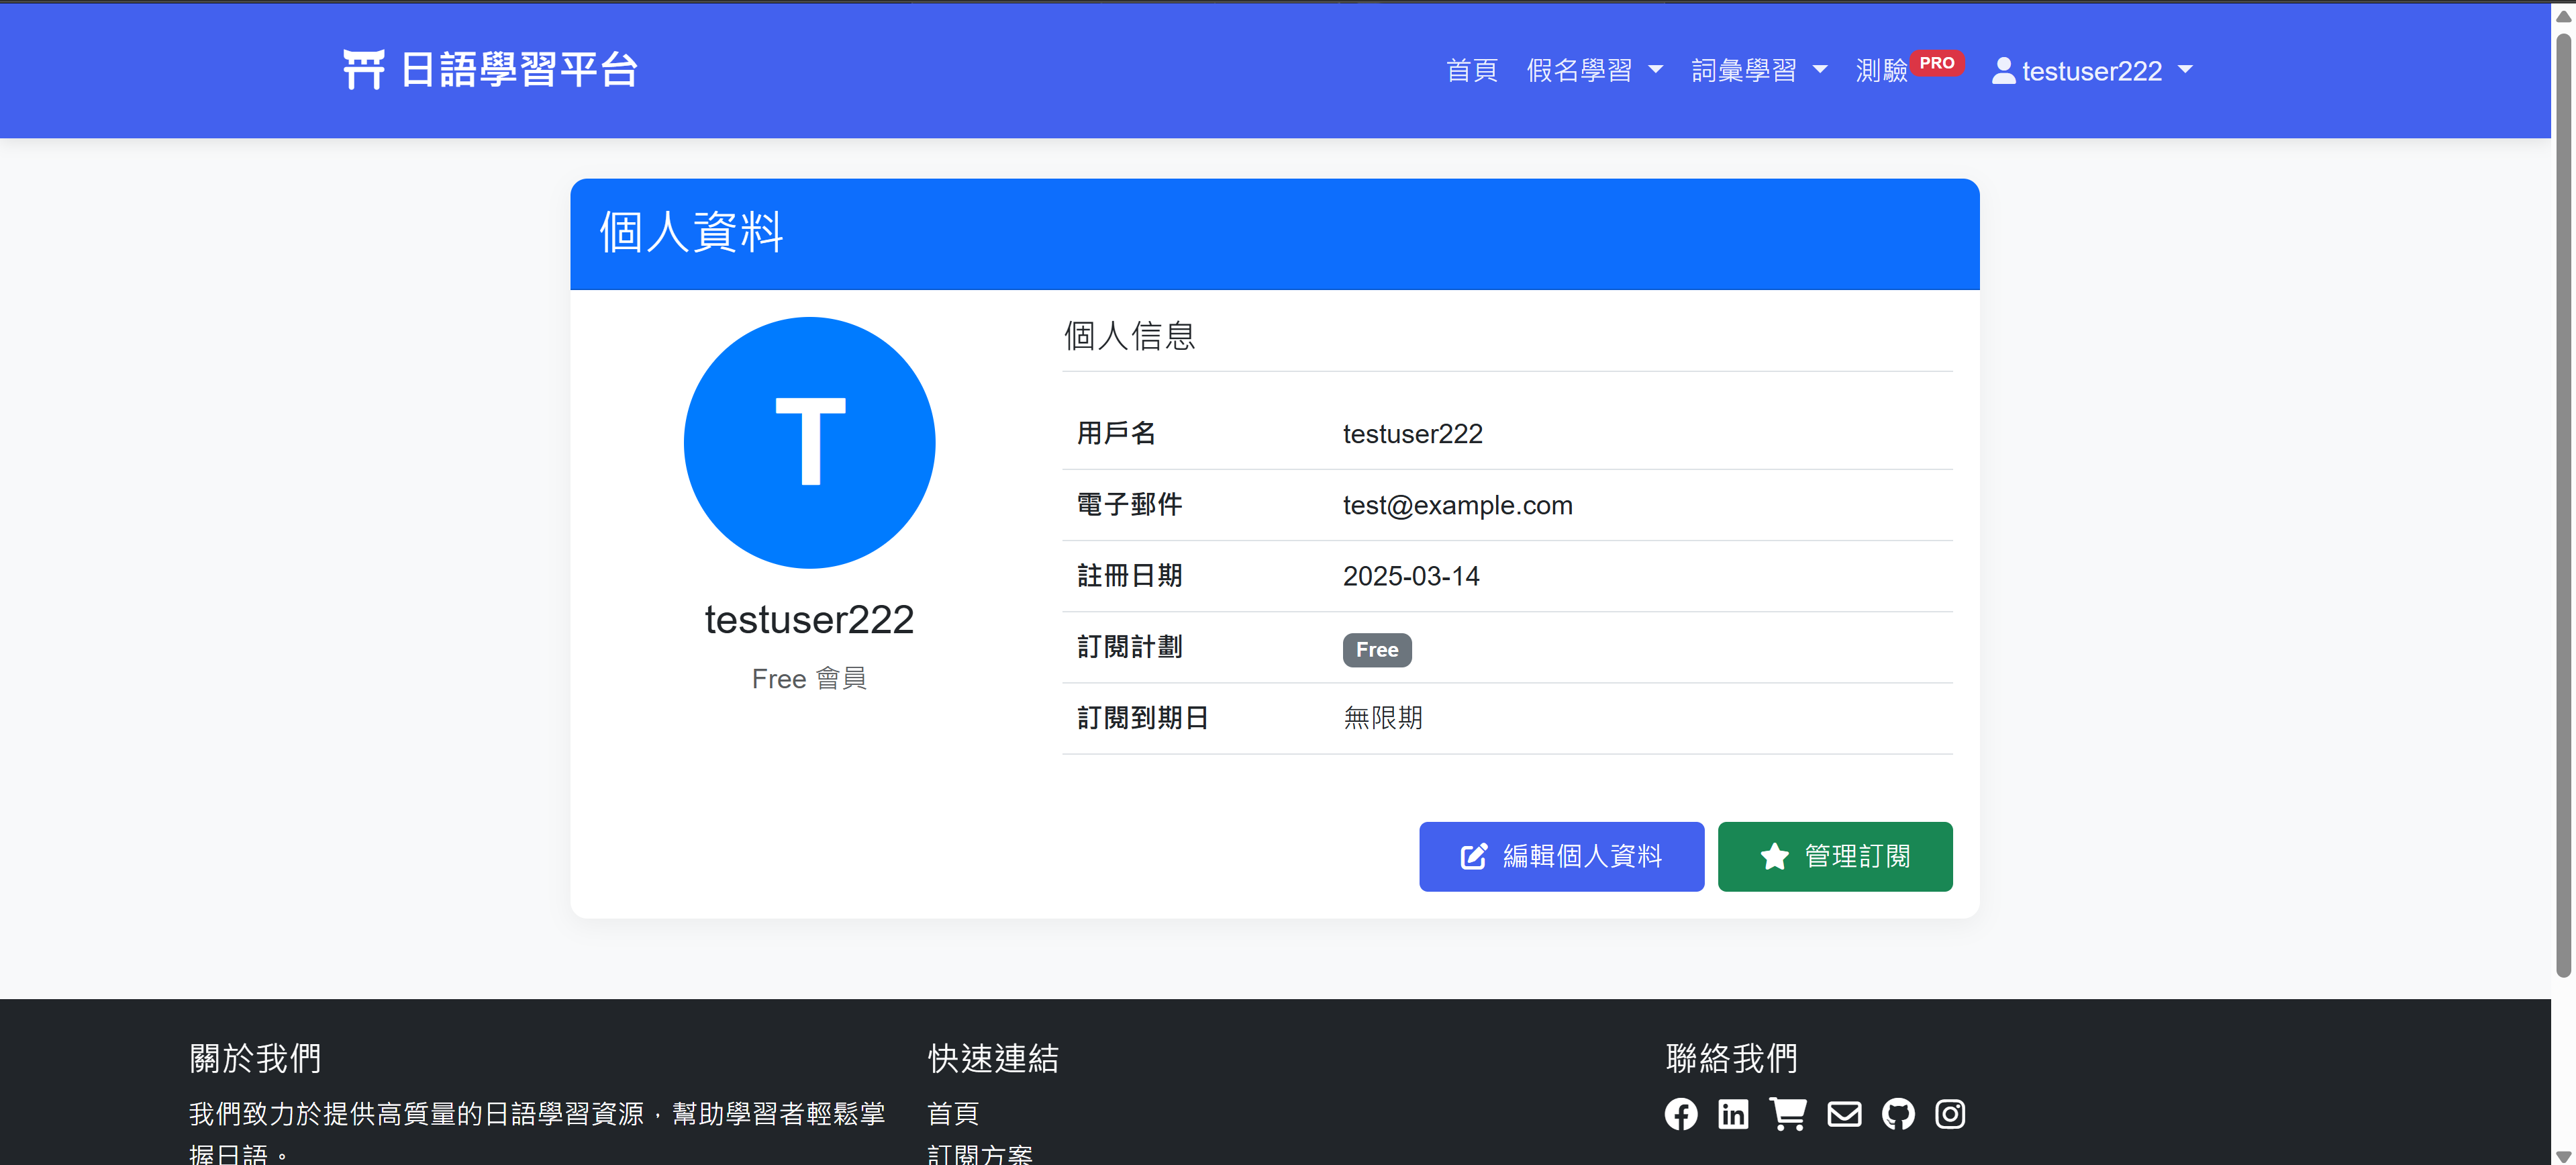 日語學習平台
首頁 假名學習 詞彙學習 測驗 PRO testuser222
個人資料
T
testuser222
Free 會員
個人信息
用戶名 testuser222
電子郵件 test@example.com
註冊日期 2025-03-14
訂閱計劃 Free
訂閱到期日 無限期
編輯個人資料 管理訂閱
關於我們
我們致力於提供高質量的日語學習資源，幫助學習者輕鬆掌
握日語。
快速連結
首頁
訂閱方案
聯絡我們